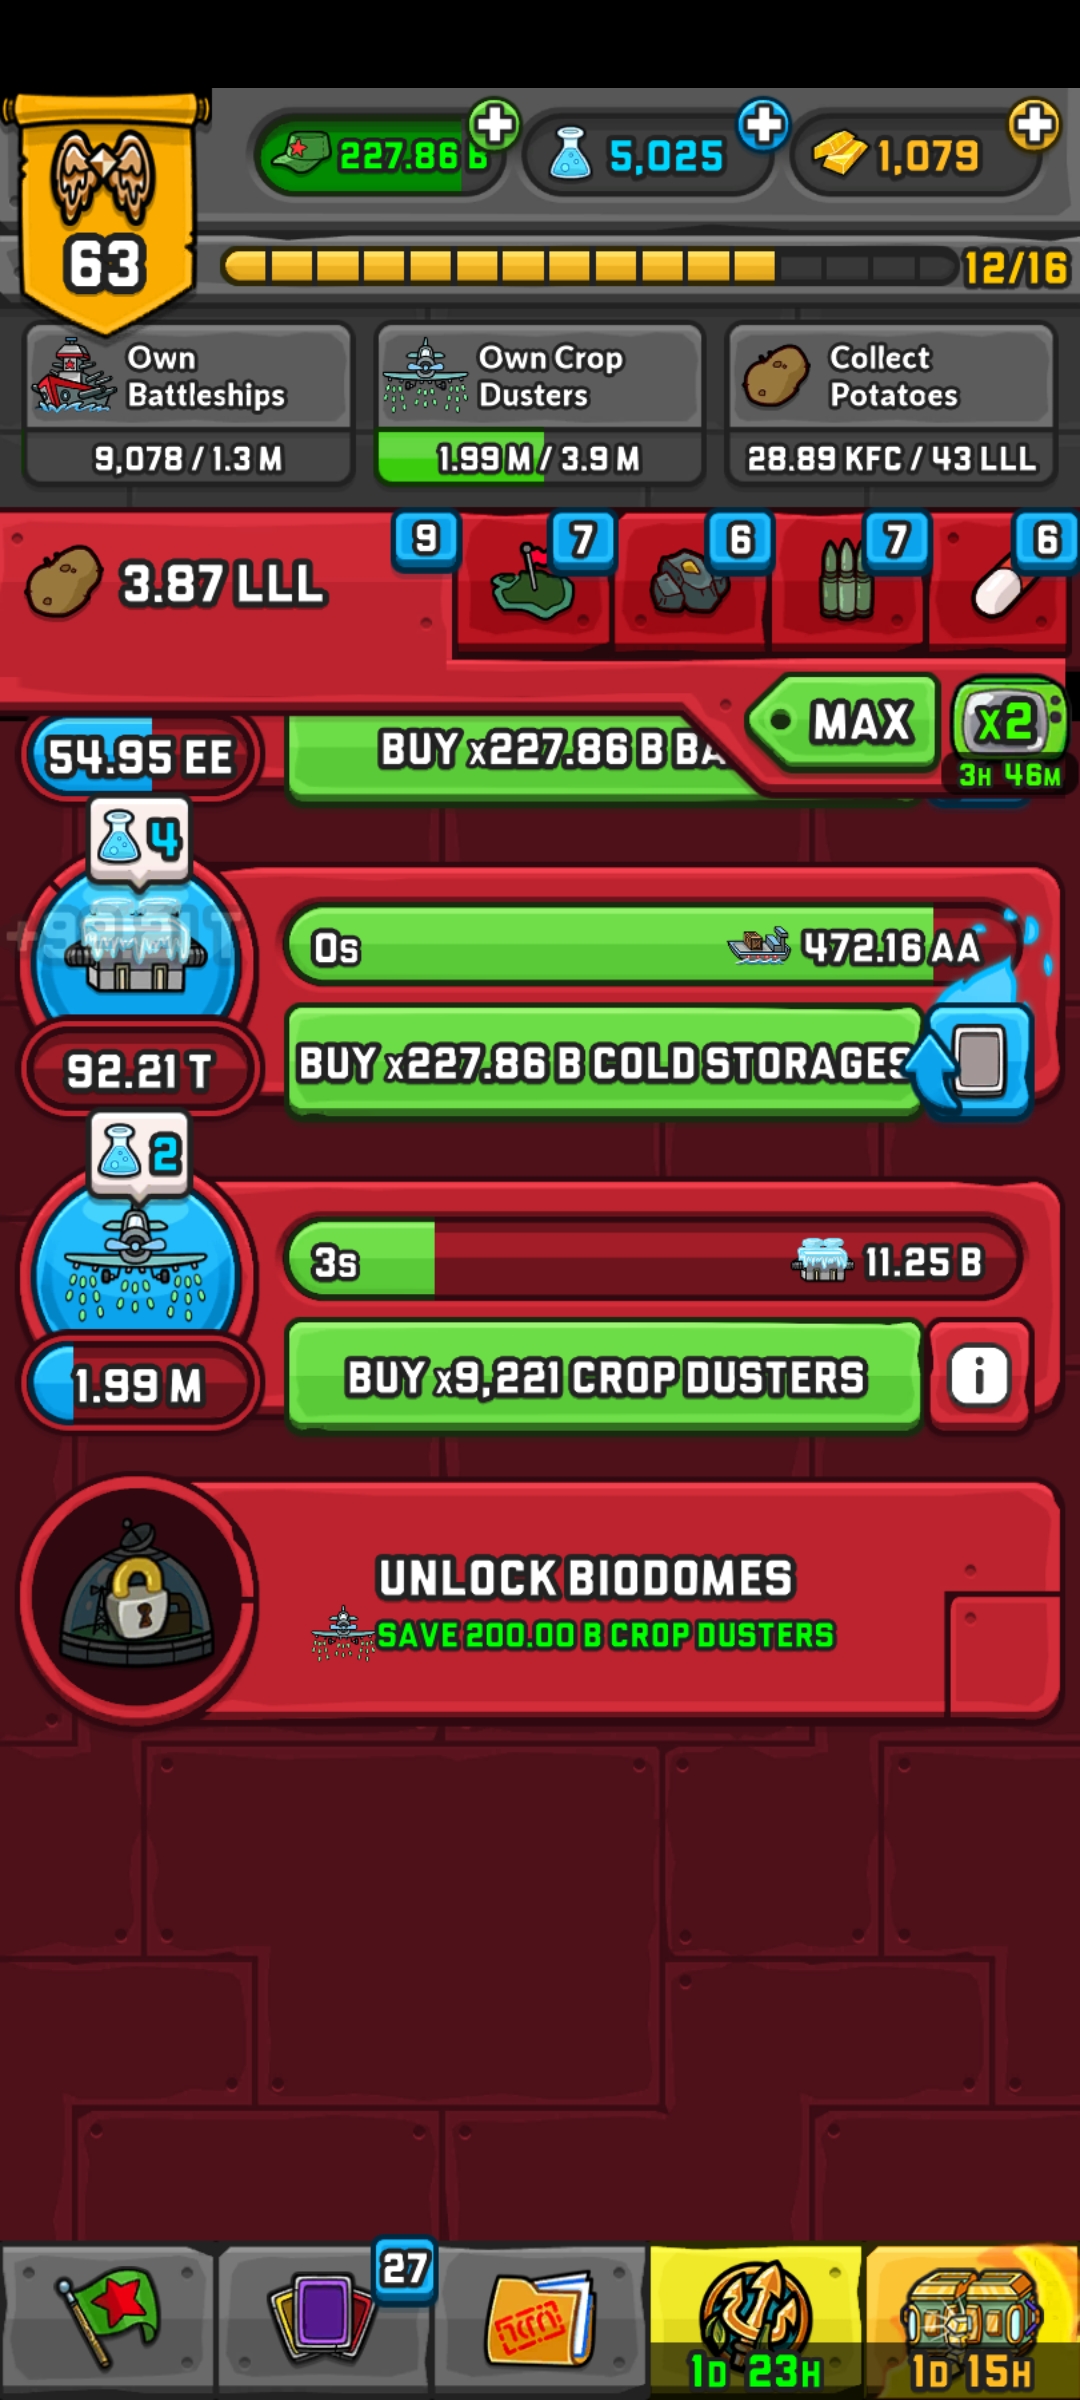 227.86 B
5,025
1,079
63
12/16
Own
Battleships
9,078 / 1.3 M
Own Crop
Dusters
1.99 M / 3.9 M
Collect
Potatoes
28.89 KFC / 43 LLL
3.87 LLL
9
7
6
7
6
MAX
x2
3H 46M
54.95 EE
BUY x227.86 B BA
4
0s
472.16 AA
92.21 T
BUY x227.86 B COLD STORAGES
2
3s
11.25 B
1.99 M
BUY x9,221 CROP DUSTERS
i
UNLOCK BIODOMES
SAVE 200.00 B CROP DUSTERS
27
1D 23H
1D 15H